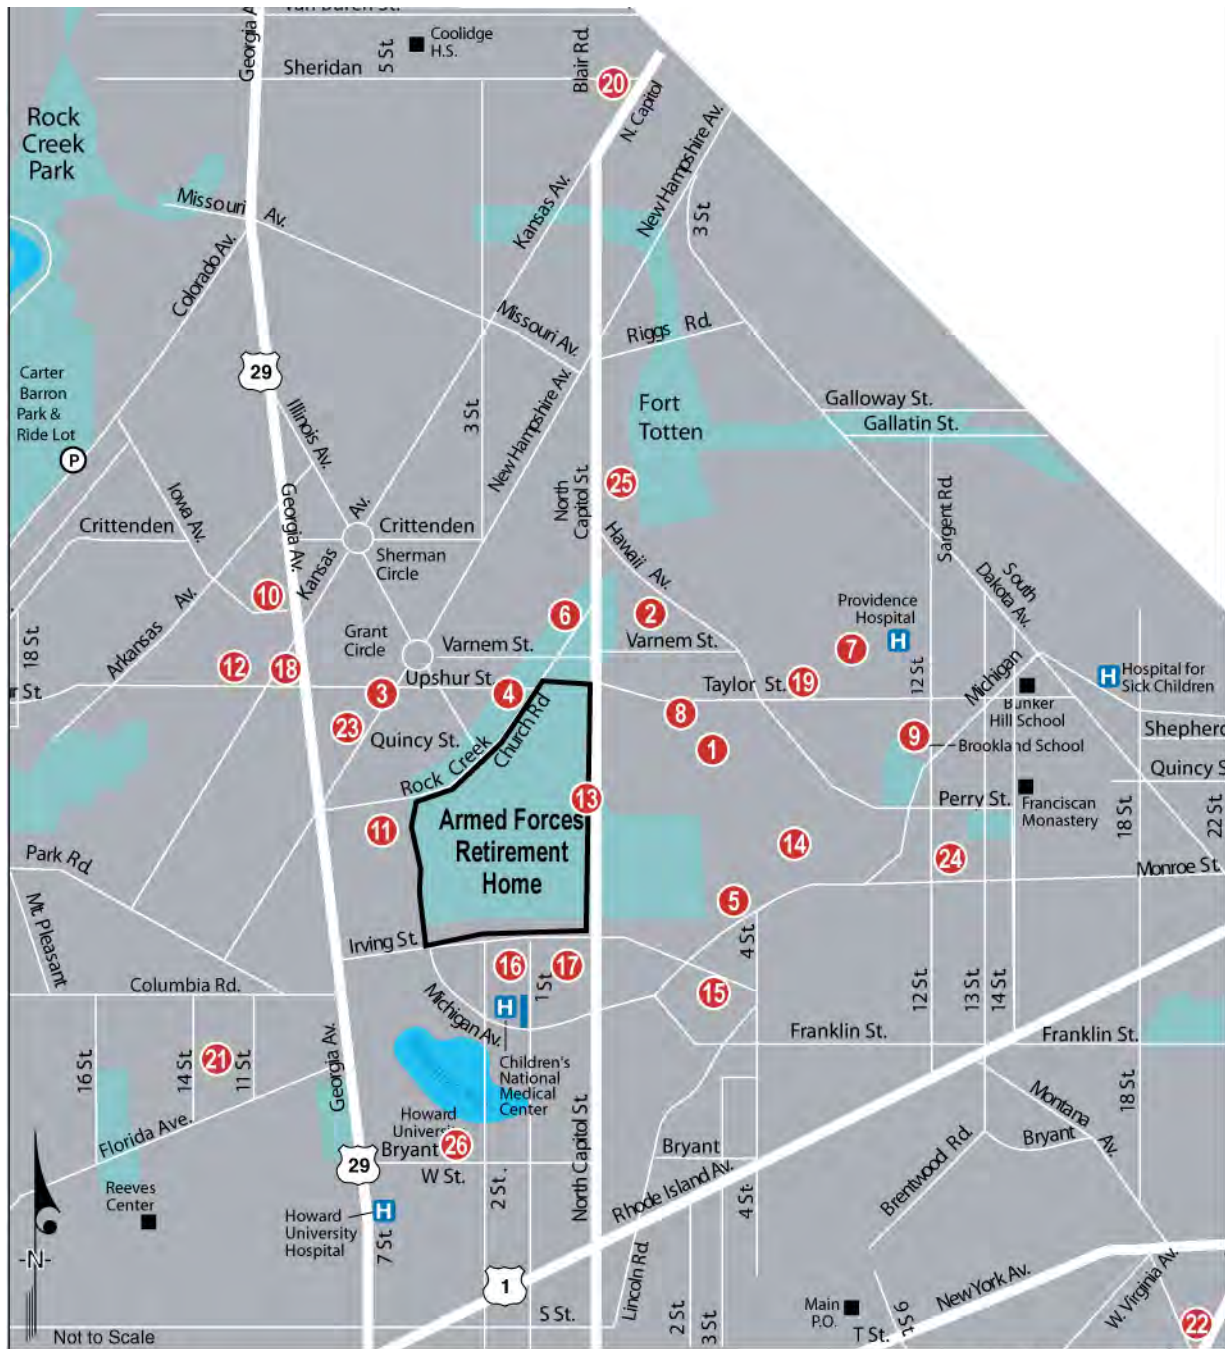 Van Buren St.
Georgia A
5 St.
Coolidge
H.S.
Blair Rd.
Sheridan
20
N. Capitol
Rock
Creek
Park
New Hampshire Av.
Missouri Av.
Kansas Av.
3 St.
Colorado Av.
Missouri Av.
Riggs Rd.
29
Carter
Barron
Park &
Ride Lot
P
Illinois Av.
3 St.
New Hampshire Av.
Fort
Totten
Galloway St.
Gallatin St.
North
Capitol St.
25
Iowa Av.
Georgia Av.
Av.
Sargent Rd.
Crittenden
Crittenden
Sherman
Circle
Kansas
Hawaii Av.
South
Dakota Av.
10
6
2
Providence
Hospital
H
7
Arkansas Av.
18 St.
Grant
Circle
Varnem St.
Varnem St.
12 St.
Michigan
12
18
3
Upshur St.
4
Taylor St.
19
H
Hospital for
Sick Children
ur St.
Bunker
Hill School
23
Quincy St.
8
1
9
Brookland School
Shepherd
Rock Creek
Church Rd
Quincy S
13
Perry St.
Franciscan
Monastery
18 St.
22 St.
11
Armed Forces
Retirement
Home
14
24
Monroe St.
Park Rd.
Mt. Pleasant
5
Irving St.
4 St.
16
1 St
17
15
12 St.
13 St.
14 St.
Columbia Rd.
Michigan Av.
H
Georgia Av.
Franklin St.
Franklin St.
16 St.
14 St.
21
11 St.
Children's
National
Medical
Center
18 St.
Montana
Av.
Florida Ave.
Howard
University
Bryant
26
North Capitol St.
Bryant
Bryant
Brentwood Rd.
29
W St.
2 St.
Rhode Island Av.
4 St.
Reeves
Center
Howard
University
Hospital
H
7 St.
N
1
Lincoln Rd.
New York Av.
W. Virginia Av.
S St.
2 St.
3 St.
Main
P.O.
T St.
9 St.
22
Not to Scale